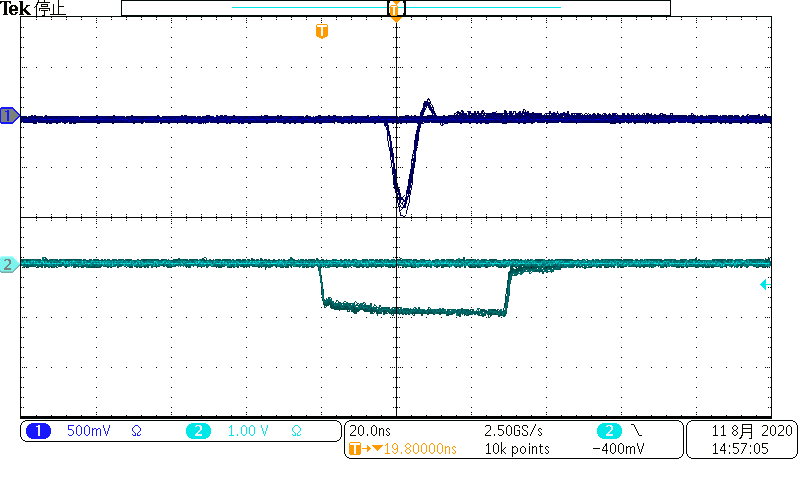 Tek 停止
T
T
1
2
1 500mV Ω 2 1.00 V Ω
20.0ns 2.50GS/s 2
T→▼19.80000ns 10k points −400mV
11 8月 2020
14:57:05